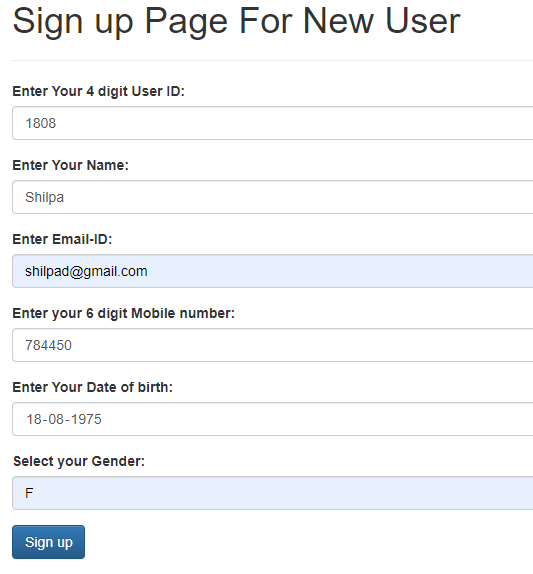 Sign up Page For New User
Enter Your 4 digit User ID:
1808
Enter Your Name:
Shilpa
Enter Email-ID:
shilpad@gmail.com
Enter your 6 digit Mobile number:
784450
Enter Your Date of birth:
18-08-1975
Select your Gender:
F
Sign up